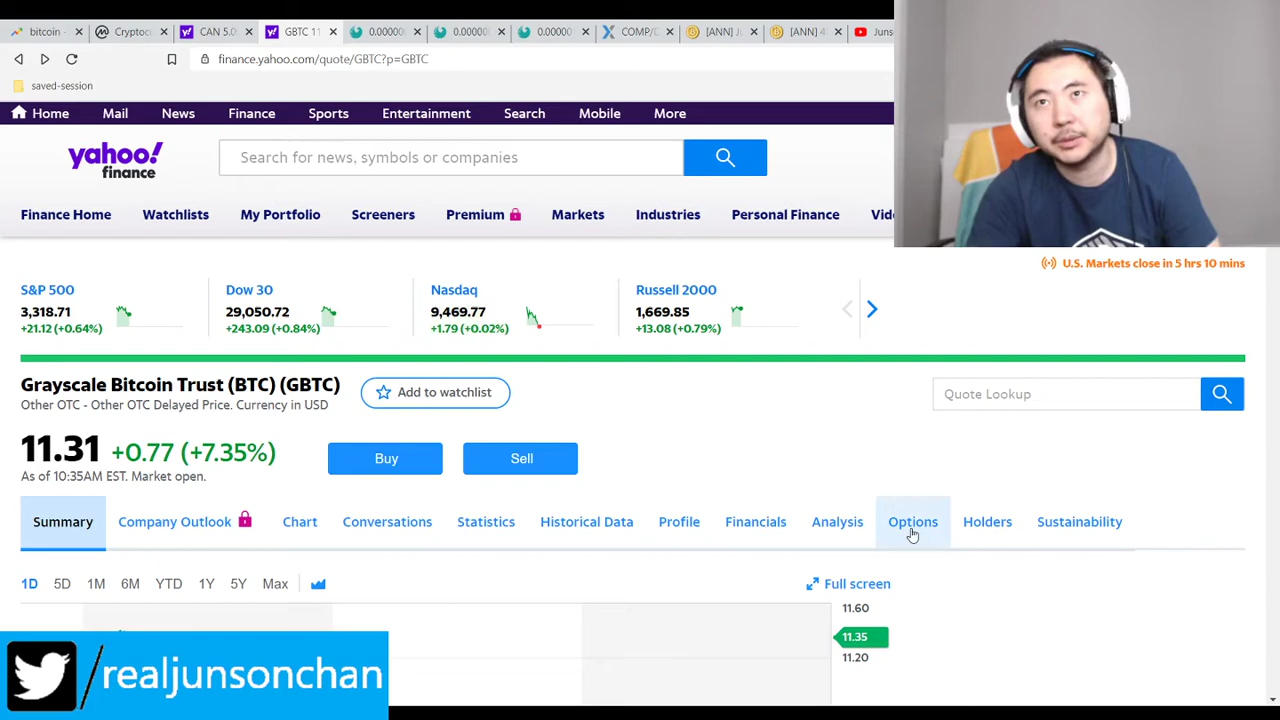 bitcoin - Cryptoc CAN 5.0 GBTC 11 0.00000 0.00000 0.00000 COMP/C [ANN] J [ANN] Juns
finance.yahoo.com/quote/GBTC?p=GBTC
saved-session
Home Mail News Finance Sports Entertainment Search Mobile More
yahoo! finance
Search for news, symbols or companies
Finance Home Watchlists My Portfolio Screeners Premium Markets Industries Personal Finance Vid
U.S. Markets close in 5 hrs 10 mins
S&P 500 Dow 30 Nasdaq Russell 2000
3,318.71 29,050.72 9,469.77 1,669.85
+21.12 (+0.64%) +243.09 (+0.84%) +1.79 (+0.02%) +13.08 (+0.79%)
Grayscale Bitcoin Trust (BTC) (GBTC) Add to watchlist Quote Lookup
Other OTC - Other OTC Delayed Price. Currency in USD
11.31 +0.77 (+7.35%) Buy Sell
As of 10:35AM EST. Market open.
Summary Company Outlook Chart Conversations Statistics Historical Data Profile Financials Analysis Options Holders Sustainability
1D 5D 1M 6M YTD 1Y 5Y Max Full screen
11.60
11.35
11.20
/realjunsonchan